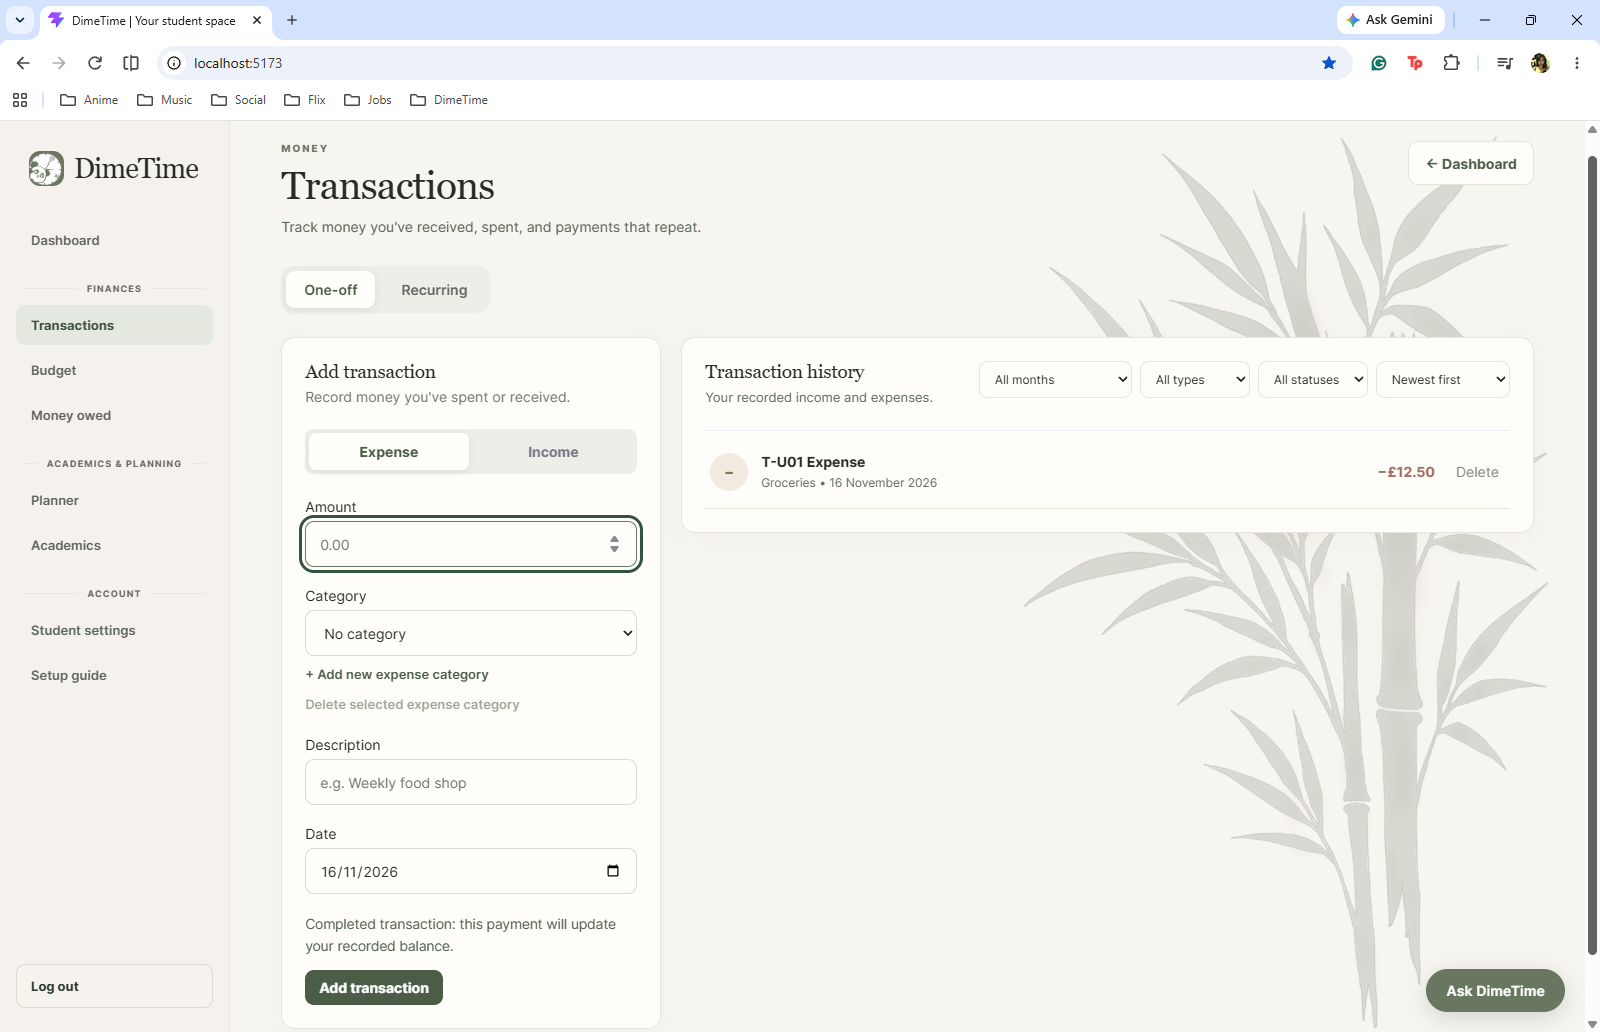 DimeTime | Your student space
Ask Gemini
localhost:5173
Anime
Music
Social
Flix
Jobs
DimeTime
DimeTime
Dashboard
FINANCES
Transactions
Budget
Money owed
ACADEMICS & PLANNING
Planner
Academics
ACCOUNT
Student settings
Setup guide
Log out
MONEY
Transactions
Track money you've received, spent, and payments that repeat.
← Dashboard
One-off
Recurring
Add transaction
Record money you've spent or received.
Expense
Income
Amount
0.00
Category
No category
+ Add new expense category
Delete selected expense category
Description
e.g. Weekly food shop
Date
16/11/2026
Completed transaction: this payment will update
your recorded balance.
Add transaction
Transaction history
Your recorded income and expenses.
All months
All types
All statuses
Newest first
T-U01 Expense
Groceries • 16 November 2026
−£12.50
Delete
Ask DimeTime